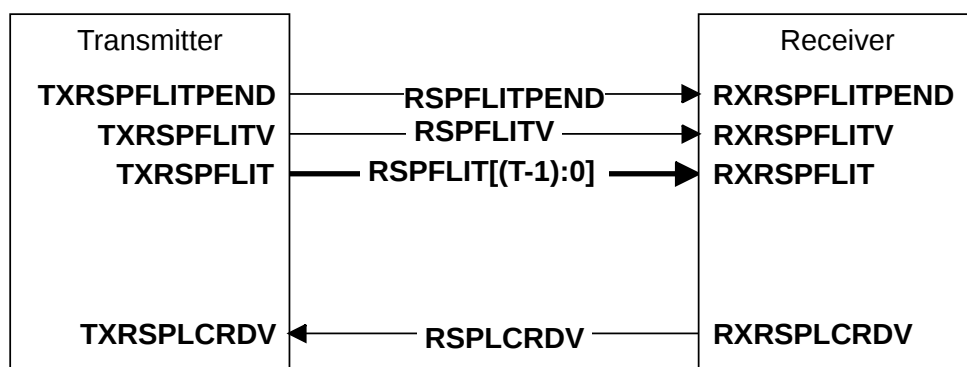 Transmitter Receiver
TXRSPFLITPEND RSPFLITPEND RXRSPFLITPEND
TXRSPFLITV RSPFLITV RXRSPFLITV
TXRSPFLIT RSPFLIT[(T-1):0] RXRSPFLIT
TXRSPLCRDV RSPLCRDV RXRSPLCRDV